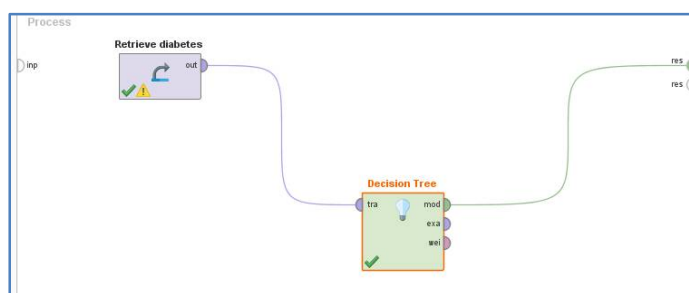 Process
inp
Retrieve diabetes
out
res
res
Decision Tree
tra
mod
exa
wei